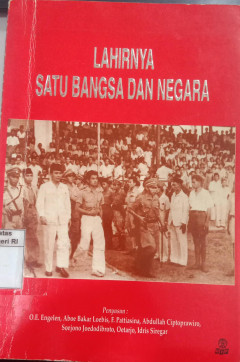 LAHIRNYA
SATU BANGSA DAN NEGARA
Penyusun :
O.E. Engelen, Aboe Bakar Loebis, F. Pattiasina, Abdullah Ciptoprawiro,
Soejono Joedodibroto, Oetarjo, Idris Siregar